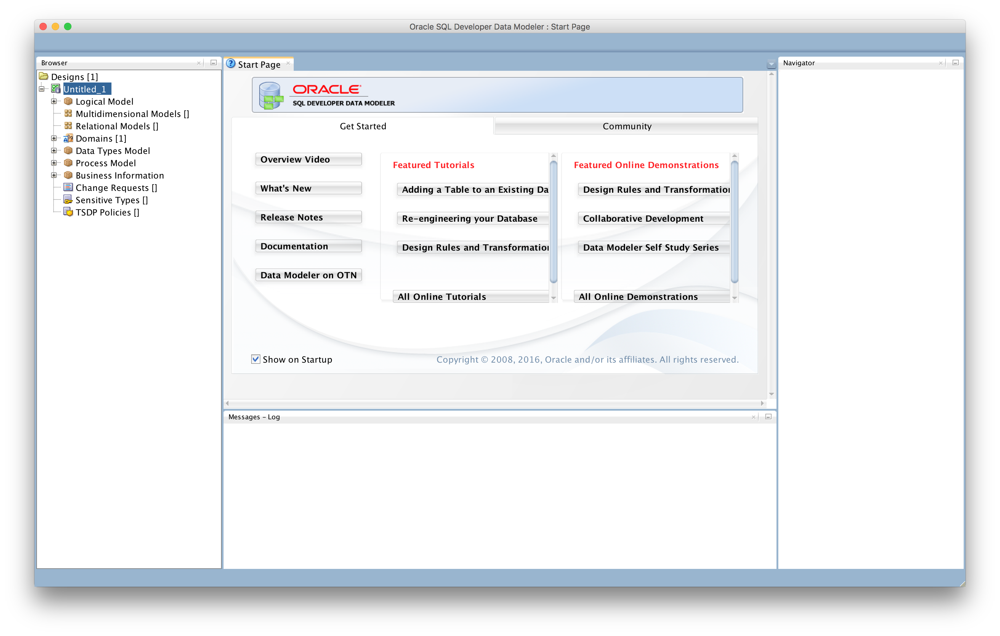 Oracle SQL Developer Data Modeler : Start Page
Browser
Designs [1]
Untitled_1
Logical Model
Multidimensional Models []
Relational Models []
Domains [1]
Data Types Model
Process Model
Business Information
Change Requests []
Sensitive Types []
TSDP Policies []
Start Page
ORACLE
SQL DEVELOPER DATA MODELER
Get Started
Community
Overview Video
What's New
Release Notes
Documentation
Data Modeler on OTN
Featured Tutorials
Adding a Table to an Existing Da
Re-engineering your Database
Design Rules and Transformation
All Online Tutorials
Featured Online Demonstrations
Design Rules and Transformation
Collaborative Development
Data Modeler Self Study Series
All Online Demonstrations
Show on Startup
Copyright © 2008, 2016, Oracle and/or its affiliates. All rights reserved.
Messages - Log
Navigator